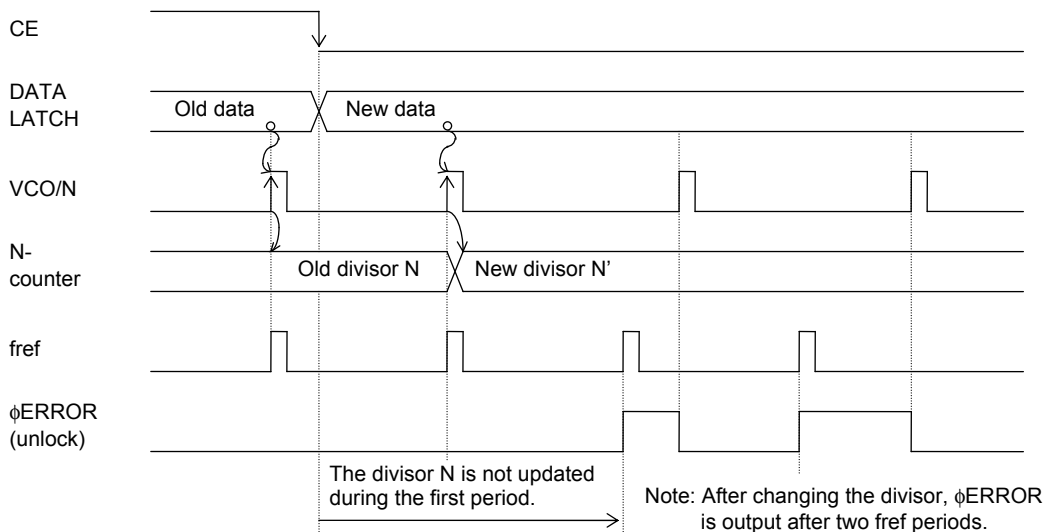 CE
DATA
LATCH
Old data
New data
VCO/N
N-
counter
Old divisor N
New divisor N’
fref
ϕERROR
(unlock)
The divisor N is not updated
during the first period.
Note: After changing the divisor, ϕERROR
is output after two fref periods.